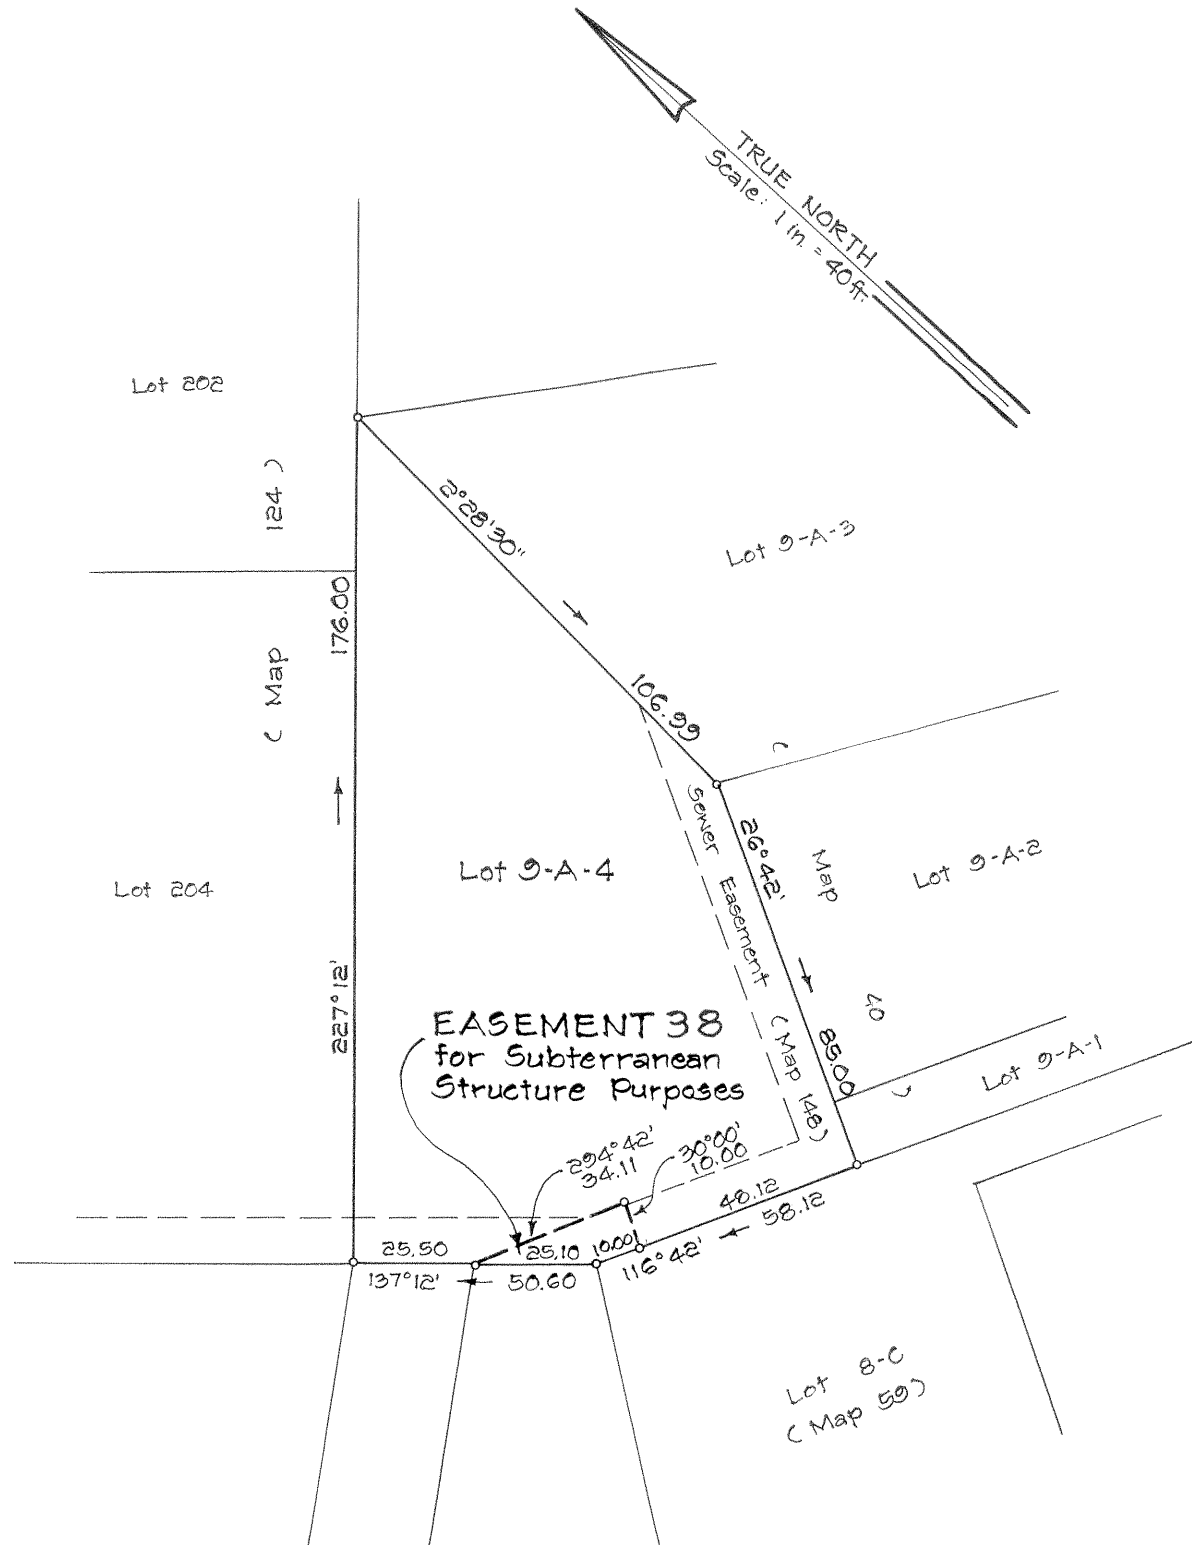 TRUE NORTH
Scale: 1 in. = 40 ft.
Lot 202
( Map 124 )
2°28'30"
106.99
Lot 9-A-3
176.00
227°12'
Lot 204
Lot 9-A-4
Sewer Easement ( Map 148)
26°42'
85.00
( Map 40 )
Lot 9-A-2
Lot 9-A-1
EASEMENT 38
for Subterranean
Structure Purposes
294°42'
34.11
30°00'
10.00
48.12
58.12
116°42'
25.50
25.10
10.00
137°12'
50.60
Lot 8-C
( Map 59)